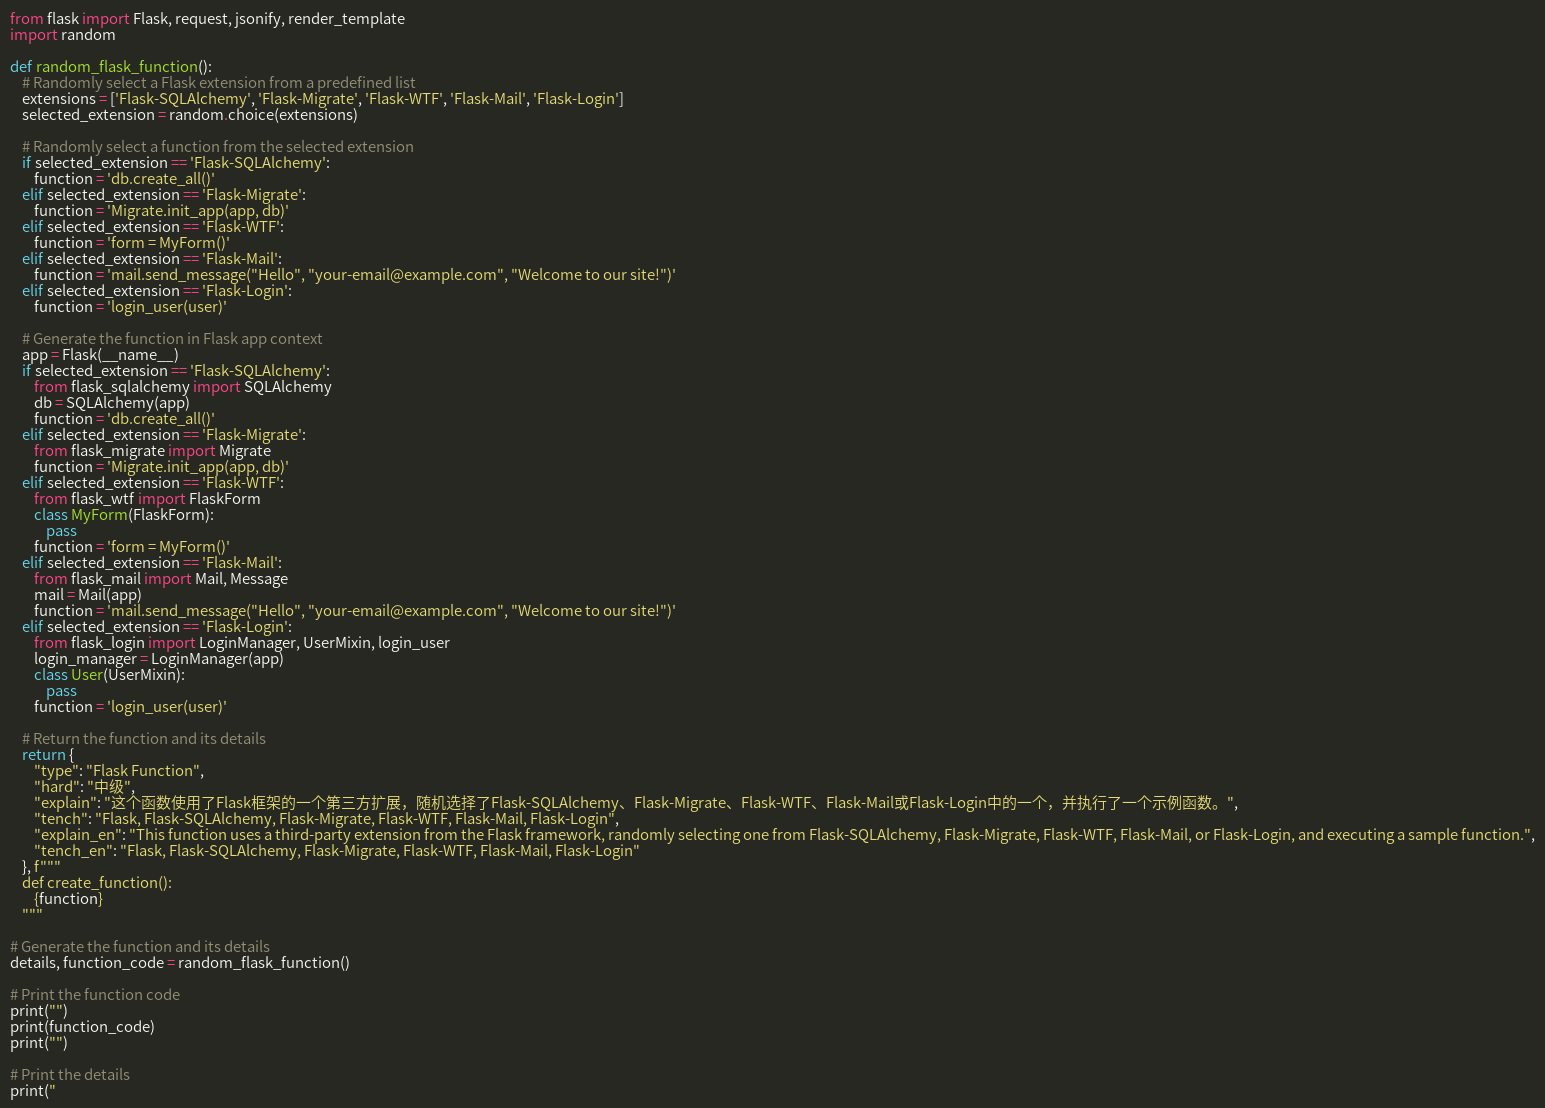 from flask import Flask, request, jsonify, render_template
import random

def random_flask_function():
    # Randomly select a Flask extension from a predefined list
    extensions = ['Flask-SQLAlchemy', 'Flask-Migrate', 'Flask-WTF', 'Flask-Mail', 'Flask-Login']
    selected_extension = random.choice(extensions)

    # Randomly select a function from the selected extension
    if selected_extension == 'Flask-SQLAlchemy':
        function = 'db.create_all()'
    elif selected_extension == 'Flask-Migrate':
        function = 'Migrate.init_app(app, db)'
    elif selected_extension == 'Flask-WTF':
        function = 'form = MyForm()'
    elif selected_extension == 'Flask-Mail':
        function = 'mail.send_message("Hello", "your-email@example.com", "Welcome to our site!")'
    elif selected_extension == 'Flask-Login':
        function = 'login_user(user)'

    # Generate the function in Flask app context
    app = Flask(__name__)
    if selected_extension == 'Flask-SQLAlchemy':
        from flask_sqlalchemy import SQLAlchemy
        db = SQLAlchemy(app)
        function = 'db.create_all()'
    elif selected_extension == 'Flask-Migrate':
        from flask_migrate import Migrate
        function = 'Migrate.init_app(app, db)'
    elif selected_extension == 'Flask-WTF':
        from flask_wtf import FlaskForm
        class MyForm(FlaskForm):
            pass
        function = 'form = MyForm()'
    elif selected_extension == 'Flask-Mail':
        from flask_mail import Mail, Message
        mail = Mail(app)
        function = 'mail.send_message("Hello", "your-email@example.com", "Welcome to our site!")'
    elif selected_extension == 'Flask-Login':
        from flask_login import LoginManager, UserMixin, login_user
        login_manager = LoginManager(app)
        class User(UserMixin):
            pass
        function = 'login_user(user)'

    # Return the function and its details
    return {
        "type": "Flask Function",
        "hard": "中级",
        "explain": "这个函数使用了Flask框架的一个第三方扩展，随机选择了Flask-SQLAlchemy、Flask-Migrate、Flask-WTF、Flask-Mail或Flask-Login中的一个，并执行了一个示例函数。",
        "tench": "Flask, Flask-SQLAlchemy, Flask-Migrate, Flask-WTF, Flask-Mail, Flask-Login",
        "explain_en": "This function uses a third-party extension from the Flask framework, randomly selecting one from Flask-SQLAlchemy, Flask-Migrate, Flask-WTF, Flask-Mail, or Flask-Login, and executing a sample function.",
        "tench_en": "Flask, Flask-SQLAlchemy, Flask-Migrate, Flask-WTF, Flask-Mail, Flask-Login"
    }, f"""
    def create_function():
        {function}
    """

# Generate the function and its details
details, function_code = random_flask_function()

# Print the function code
print("")
print(function_code)
print("")

# Print the details
print("